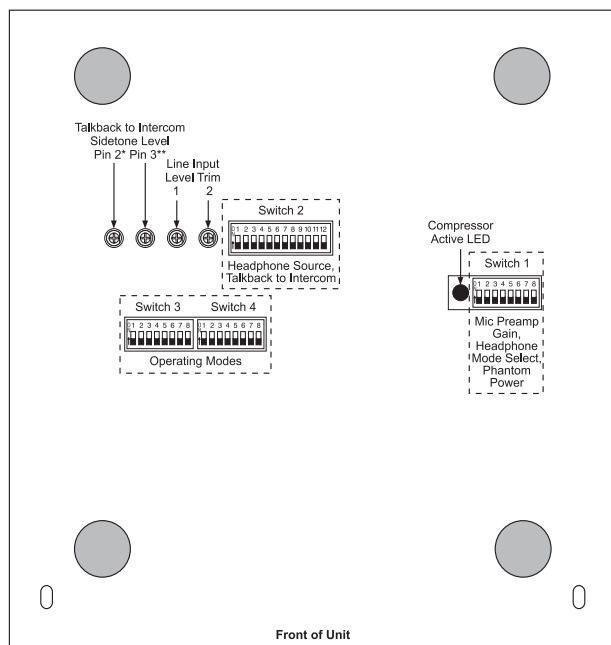 Talkback to Intercom
Sidetone Level
Pin 2* Pin 3**
Line Input
Level Trim
1 2
Switch 2
1 2 3 4 5 6 7 8 9 10 11 12
Headphone Source,
Talkback to Intercom
Compressor
Active LED
Switch 1
1 2 3 4 5 6 7 8
Mic Preamp
Gain,
Headphone
Mode Select,
Phantom
Power
Switch 3 Switch 4
1 2 3 4 5 6 7 8 1 2 3 4 5 6 7 8
Operating Modes
Front of Unit